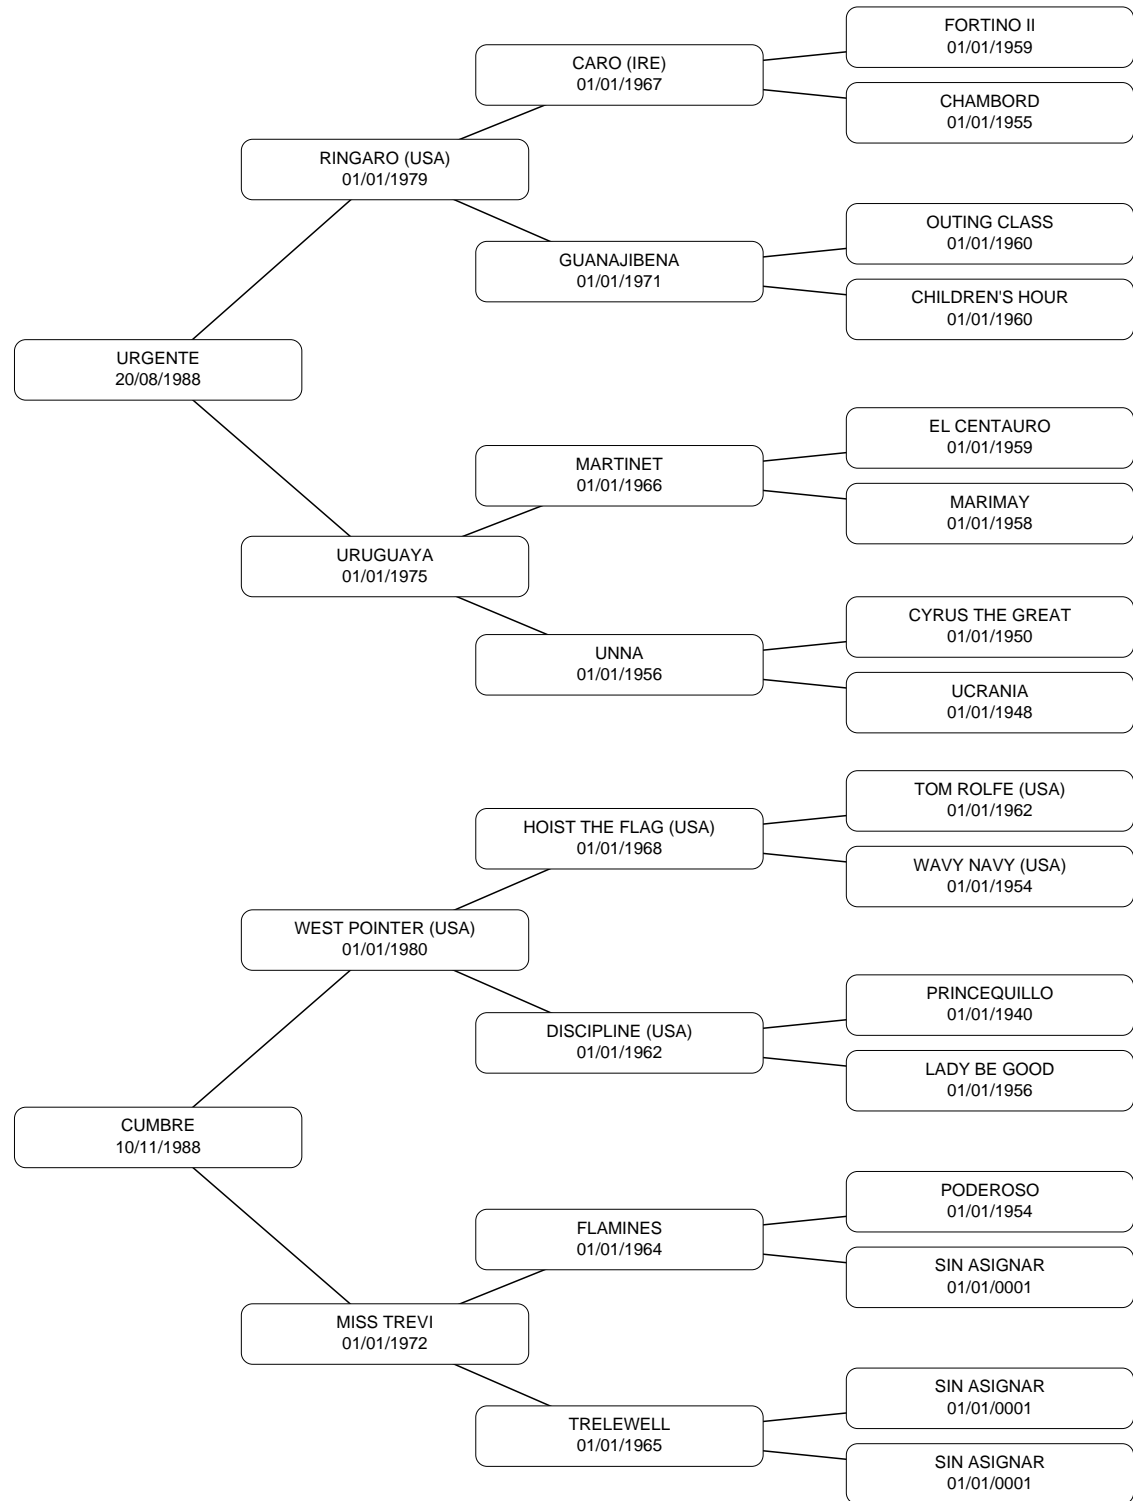 FORTINO II
01/01/1959
CARO (IRE)
01/01/1967
CHAMBORD
01/01/1955
RINGARO (USA)
01/01/1979
OUTING CLASS
01/01/1960
GUANAJIBENA
01/01/1971
CHILDREN'S HOUR
01/01/1960
URGENTE
20/08/1988
EL CENTAURO
01/01/1959
MARTINET
01/01/1966
MARIMAY
01/01/1958
URUGUAYA
01/01/1975
CYRUS THE GREAT
01/01/1950
UNNA
01/01/1956
UCRANIA
01/01/1948
TOM ROLFE (USA)
01/01/1962
HOIST THE FLAG (USA)
01/01/1968
WAVY NAVY (USA)
01/01/1954
WEST POINTER (USA)
01/01/1980
PRINCEQUILLO
01/01/1940
DISCIPLINE (USA)
01/01/1962
LADY BE GOOD
01/01/1956
CUMBRE
10/11/1988
PODEROSO
01/01/1954
FLAMINES
01/01/1964
SIN ASIGNAR
01/01/0001
MISS TREVI
01/01/1972
SIN ASIGNAR
01/01/0001
TRELEWELL
01/01/1965
SIN ASIGNAR
01/01/0001